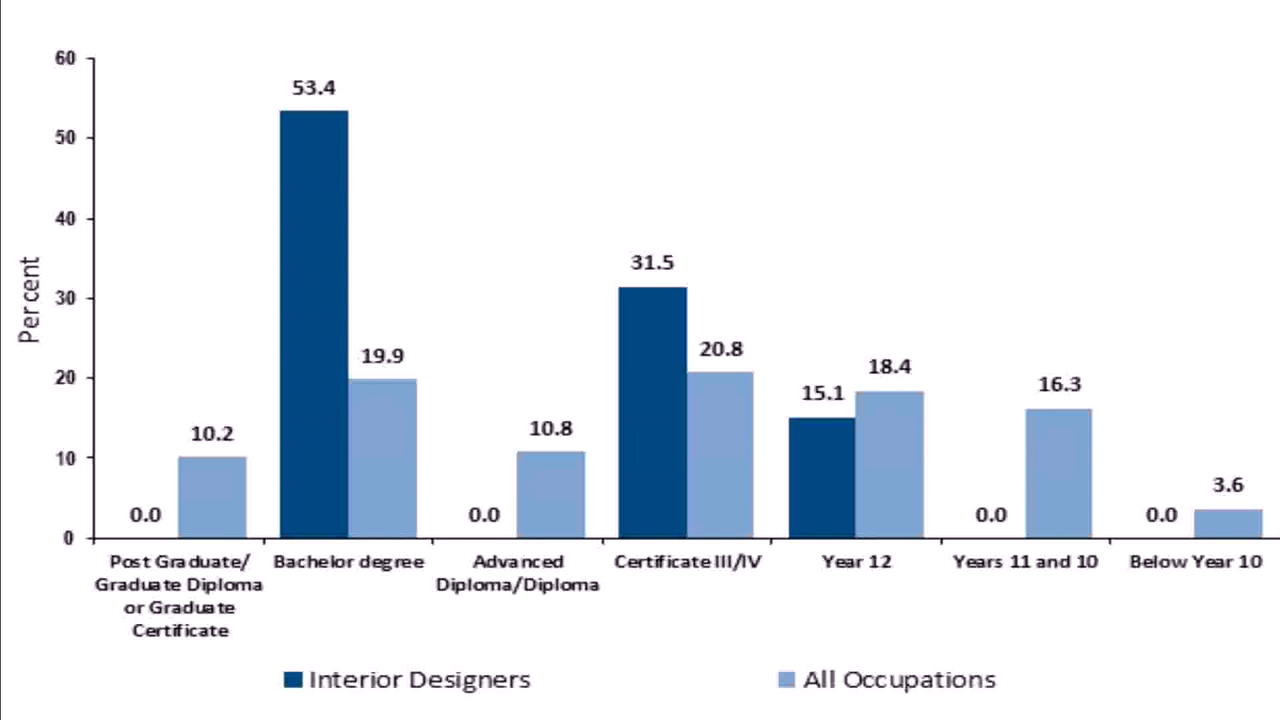 60
53.4
50
40
Per cent
31.5
30
19.9
20.8
20
15.1
18.4
16.3
10.2
10.8
10
3.6
0.0
0.0
0.0
0.0
0
Post Graduate/
Graduate Diploma
or Graduate
Certificate
Bachelor degree
Advanced
Diploma/Diploma
Certificate III/IV
Year 12
Years 11 and 10
Below Year 10
Interior Designers
All Occupations